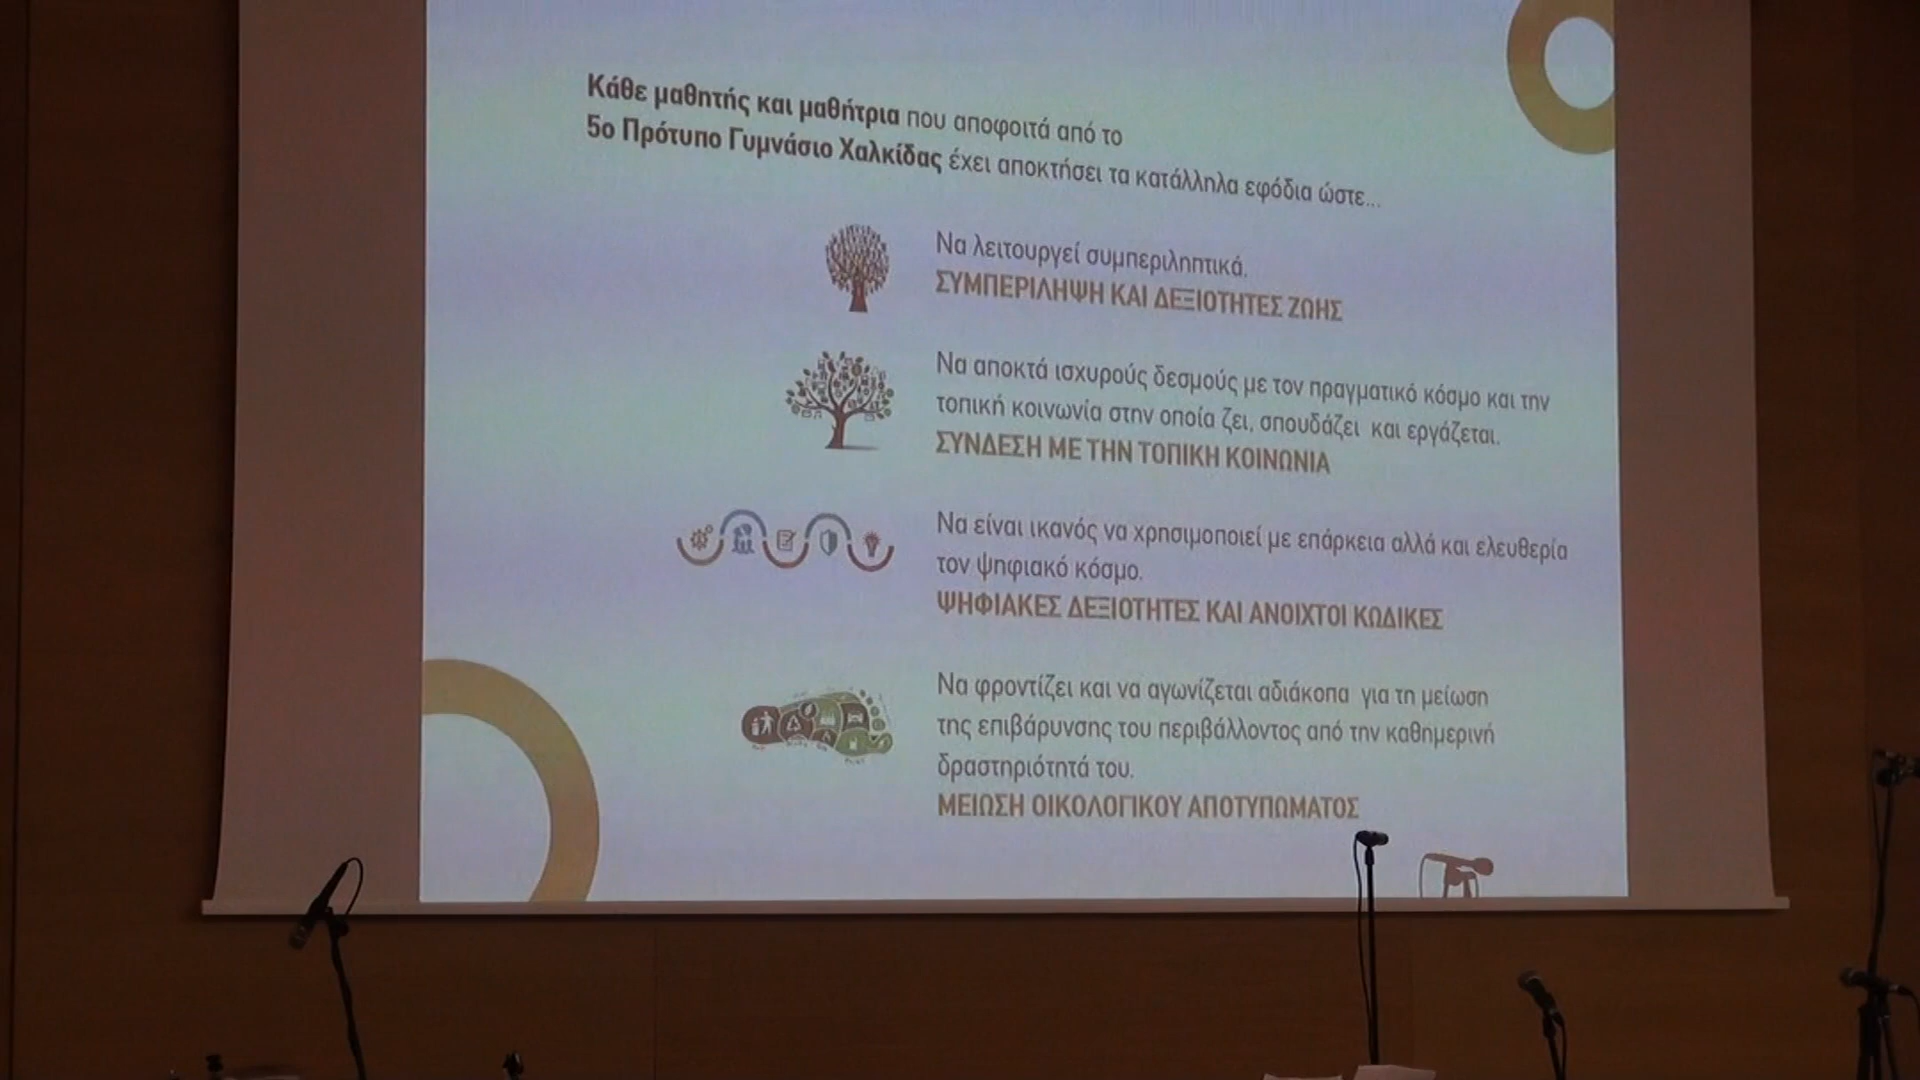 Κάθε μαθητής και μαθήτρια που αποφοιτά από το
5ο Πρότυπο Γυμνάσιο Χαλκίδας έχει αποκτήσει τα κατάλληλα εφόδια ώστε...
Να λειτουργεί συμπεριληπτικά.
ΣΥΜΠΕΡΙΛΗΨΗ ΚΑΙ ΔΕΞΙΟΤΗΤΕΣ ΖΩΗΣ
Να αποκτά ισχυρούς δεσμούς με τον πραγματικό κόσμο και την
τοπική κοινωνία στην οποία ζει, σπουδάζει και εργάζεται.
ΣΥΝΔΕΣΗ ΜΕ ΤΗΝ ΤΟΠΙΚΗ ΚΟΙΝΩΝΙΑ
Να είναι ικανός να χρησιμοποιεί με επάρκεια αλλά και ελευθερία
τον ψηφιακό κόσμο.
ΨΗΦΙΑΚΕΣ ΔΕΞΙΟΤΗΤΕΣ ΚΑΙ ΑΝΟΙΧΤΟΙ ΚΩΔΙΚΕΣ
Να φροντίζει και να αγωνίζεται αδιάκοπα για τη μείωση
της επιβάρυνσης του περιβάλλοντος από την καθημερινή
δραστηριότητά του.
ΜΕΙΩΣΗ ΟΙΚΟΛΟΓΙΚΟΥ ΑΠΟΤΥΠΩΜΑΤΟΣ